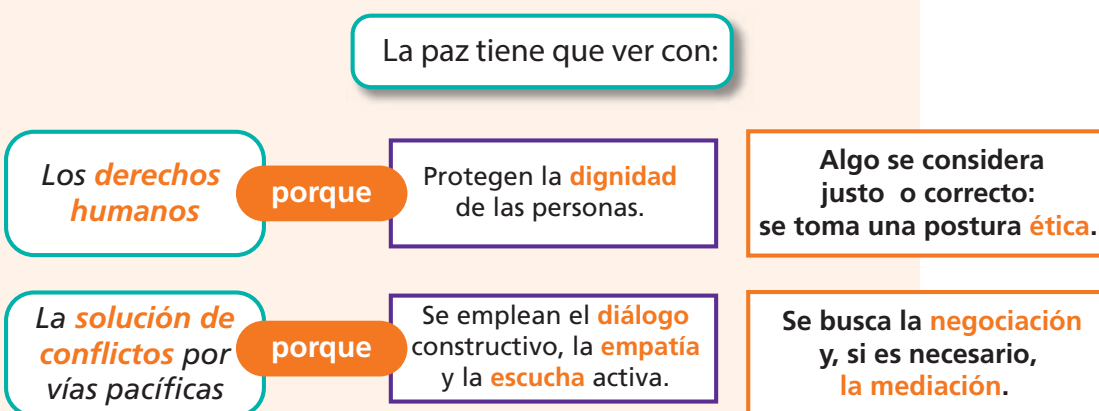 La paz tiene que ver con:
Los derechos
humanos
porque
Protegen la dignidad
de las personas.
Algo se considera
justo o correcto:
se toma una postura ética.
La solución de
conflictos por
vías pacíficas
porque
Se emplean el diálogo
constructivo, la empatía
y la escucha activa.
Se busca la negociación
y, si es necesario,
la mediación.